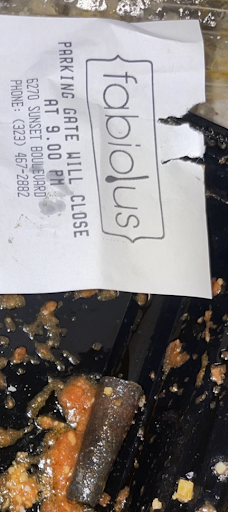 {fabiolus}
PARKING GATE WILL CLOSE
AT 9.00 PM
6270 SUNSET BOULEVARD
PHONE: (323) 467-2882